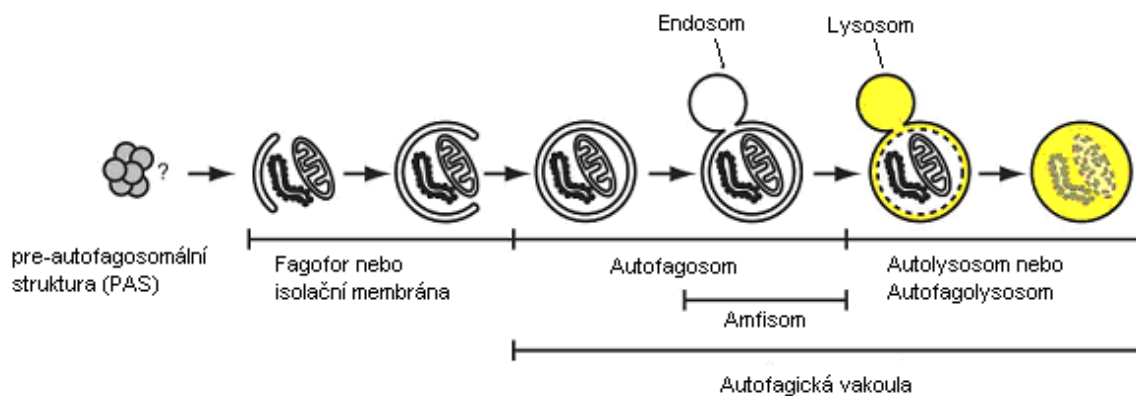 Endosom
Lysosom
?
pre-autofagosomální
struktura (PAS)
Fagofor nebo
isolační membrána
Autofagosom
Autolysosom nebo
Autofagolysosom
Amfisom
Autofagická vakoula